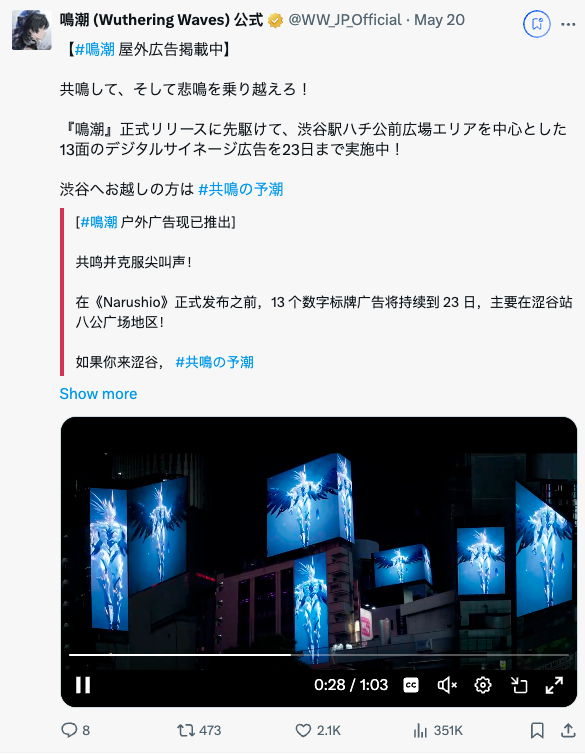 鳴潮 (Wuthering Waves) 公式 @WW_JP_Official · May 20
【#鳴潮 屋外広告掲載中】
共鳴して、そして悲鳴を乗り越えろ！
『鳴潮』正式リリースに先駆けて、渋谷駅ハチ公前広場エリアを中心とした
13面のデジタルサイネージ広告を23日まで実施中！
渋谷へお越しの方は #共鳴の予潮
[#鳴潮 户外广告现已推出]
共鸣并克服尖叫声！
在《Narushio》正式发布之前，13 个数字标牌广告将持续到 23 日，主要在涩谷站
八公广场地区！
如果你来涩谷， #共鳴の予潮
Show more
0:28 / 1:03 CC
8 473 2.1K 351K